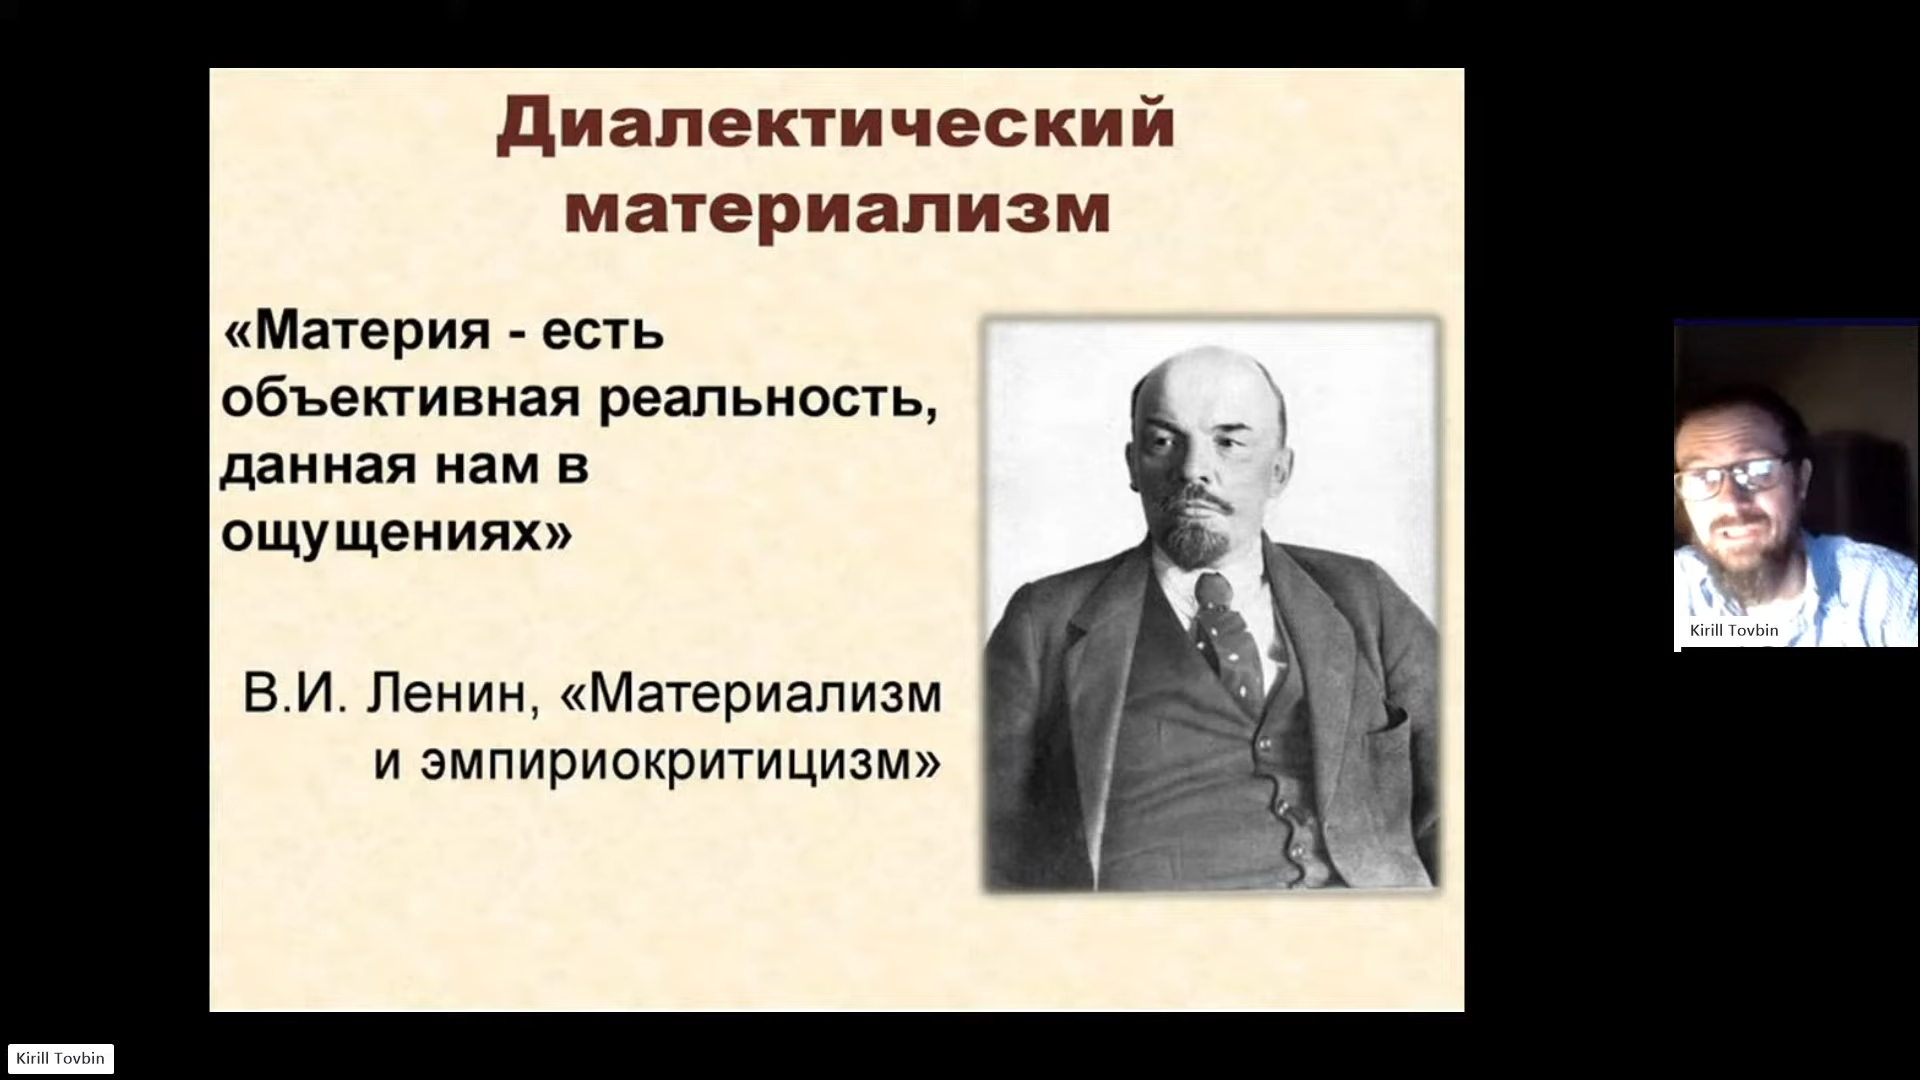 Диалектический
материализм
«Материя - есть
объективная реальность,
данная нам в
ощущениях»
В.И. Ленин, «Материализм
и эмпириокритицизм»
Kirill Tovbin
Kirill Tovbin